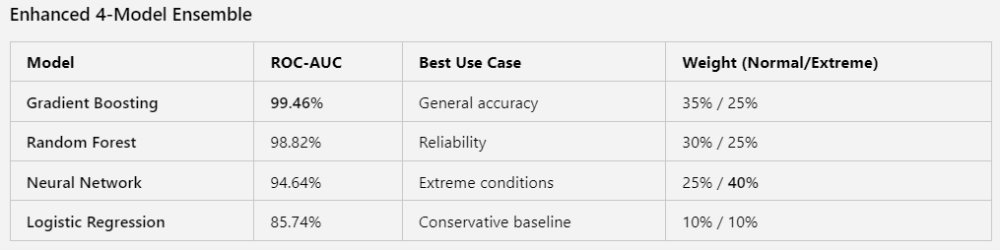 Enhanced 4-Model Ensemble
Model ROC-AUC Best Use Case Weight (Normal/Extreme)
Gradient Boosting 99.46% General accuracy 35% / 25%
Random Forest 98.82% Reliability 30% / 25%
Neural Network 94.64% Extreme conditions 25% / 40%
Logistic Regression 85.74% Conservative baseline 10% / 10%